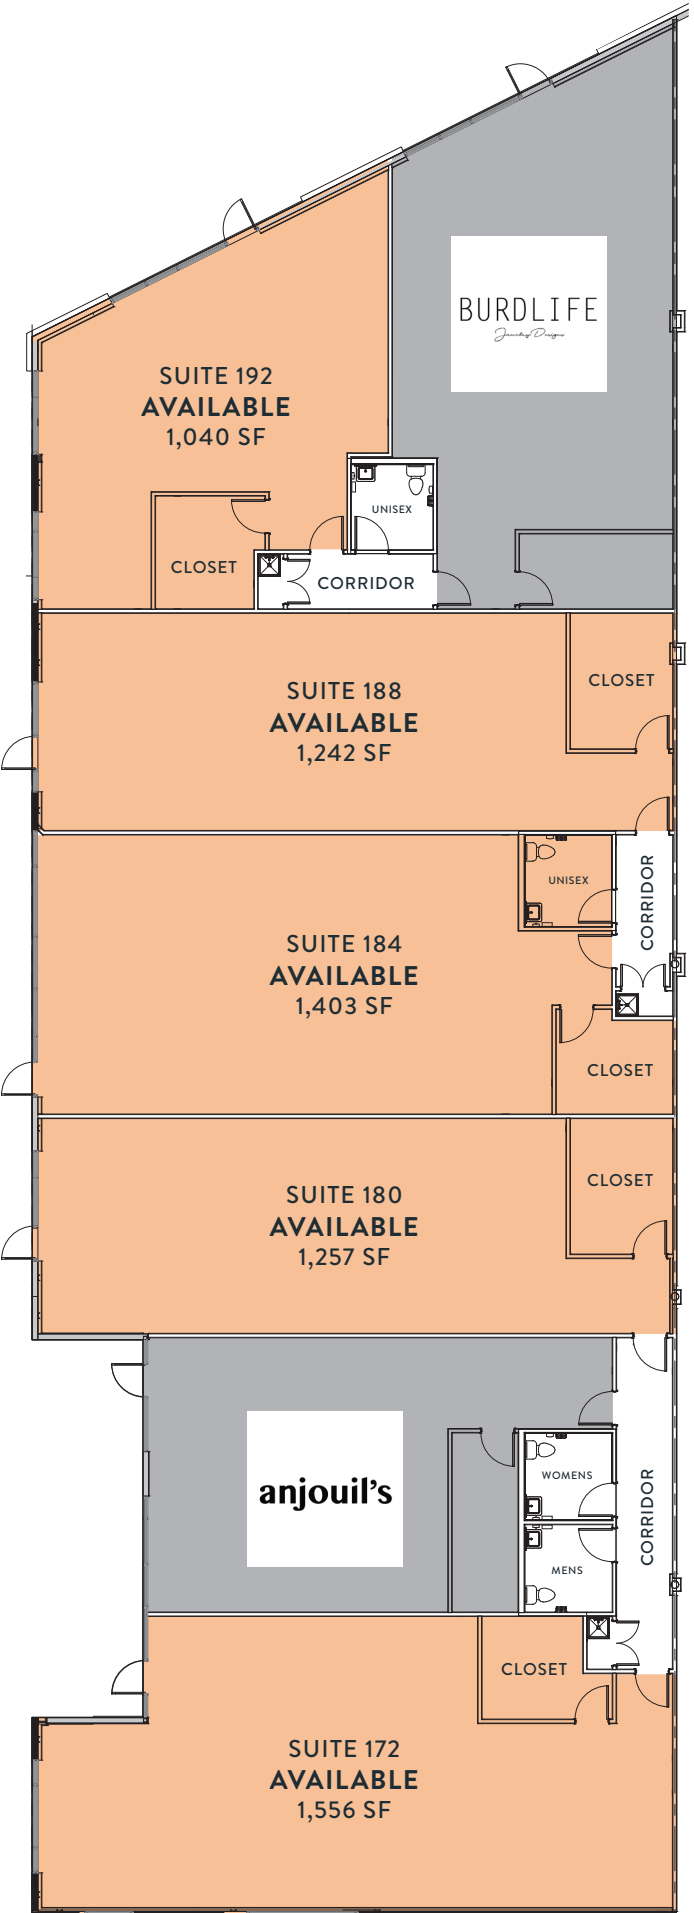 BURDLIFE
Jewelry Designs
SUITE 192
AVAILABLE
1,040 SF
UNISEX
CLOSET
CORRIDOR
SUITE 188
AVAILABLE
1,242 SF
CLOSET
UNISEX
CORRIDOR
SUITE 184
AVAILABLE
1,403 SF
CLOSET
SUITE 180
AVAILABLE
1,257 SF
CLOSET
anjouil's
WOMENS
MENS
CORRIDOR
CLOSET
SUITE 172
AVAILABLE
1,556 SF